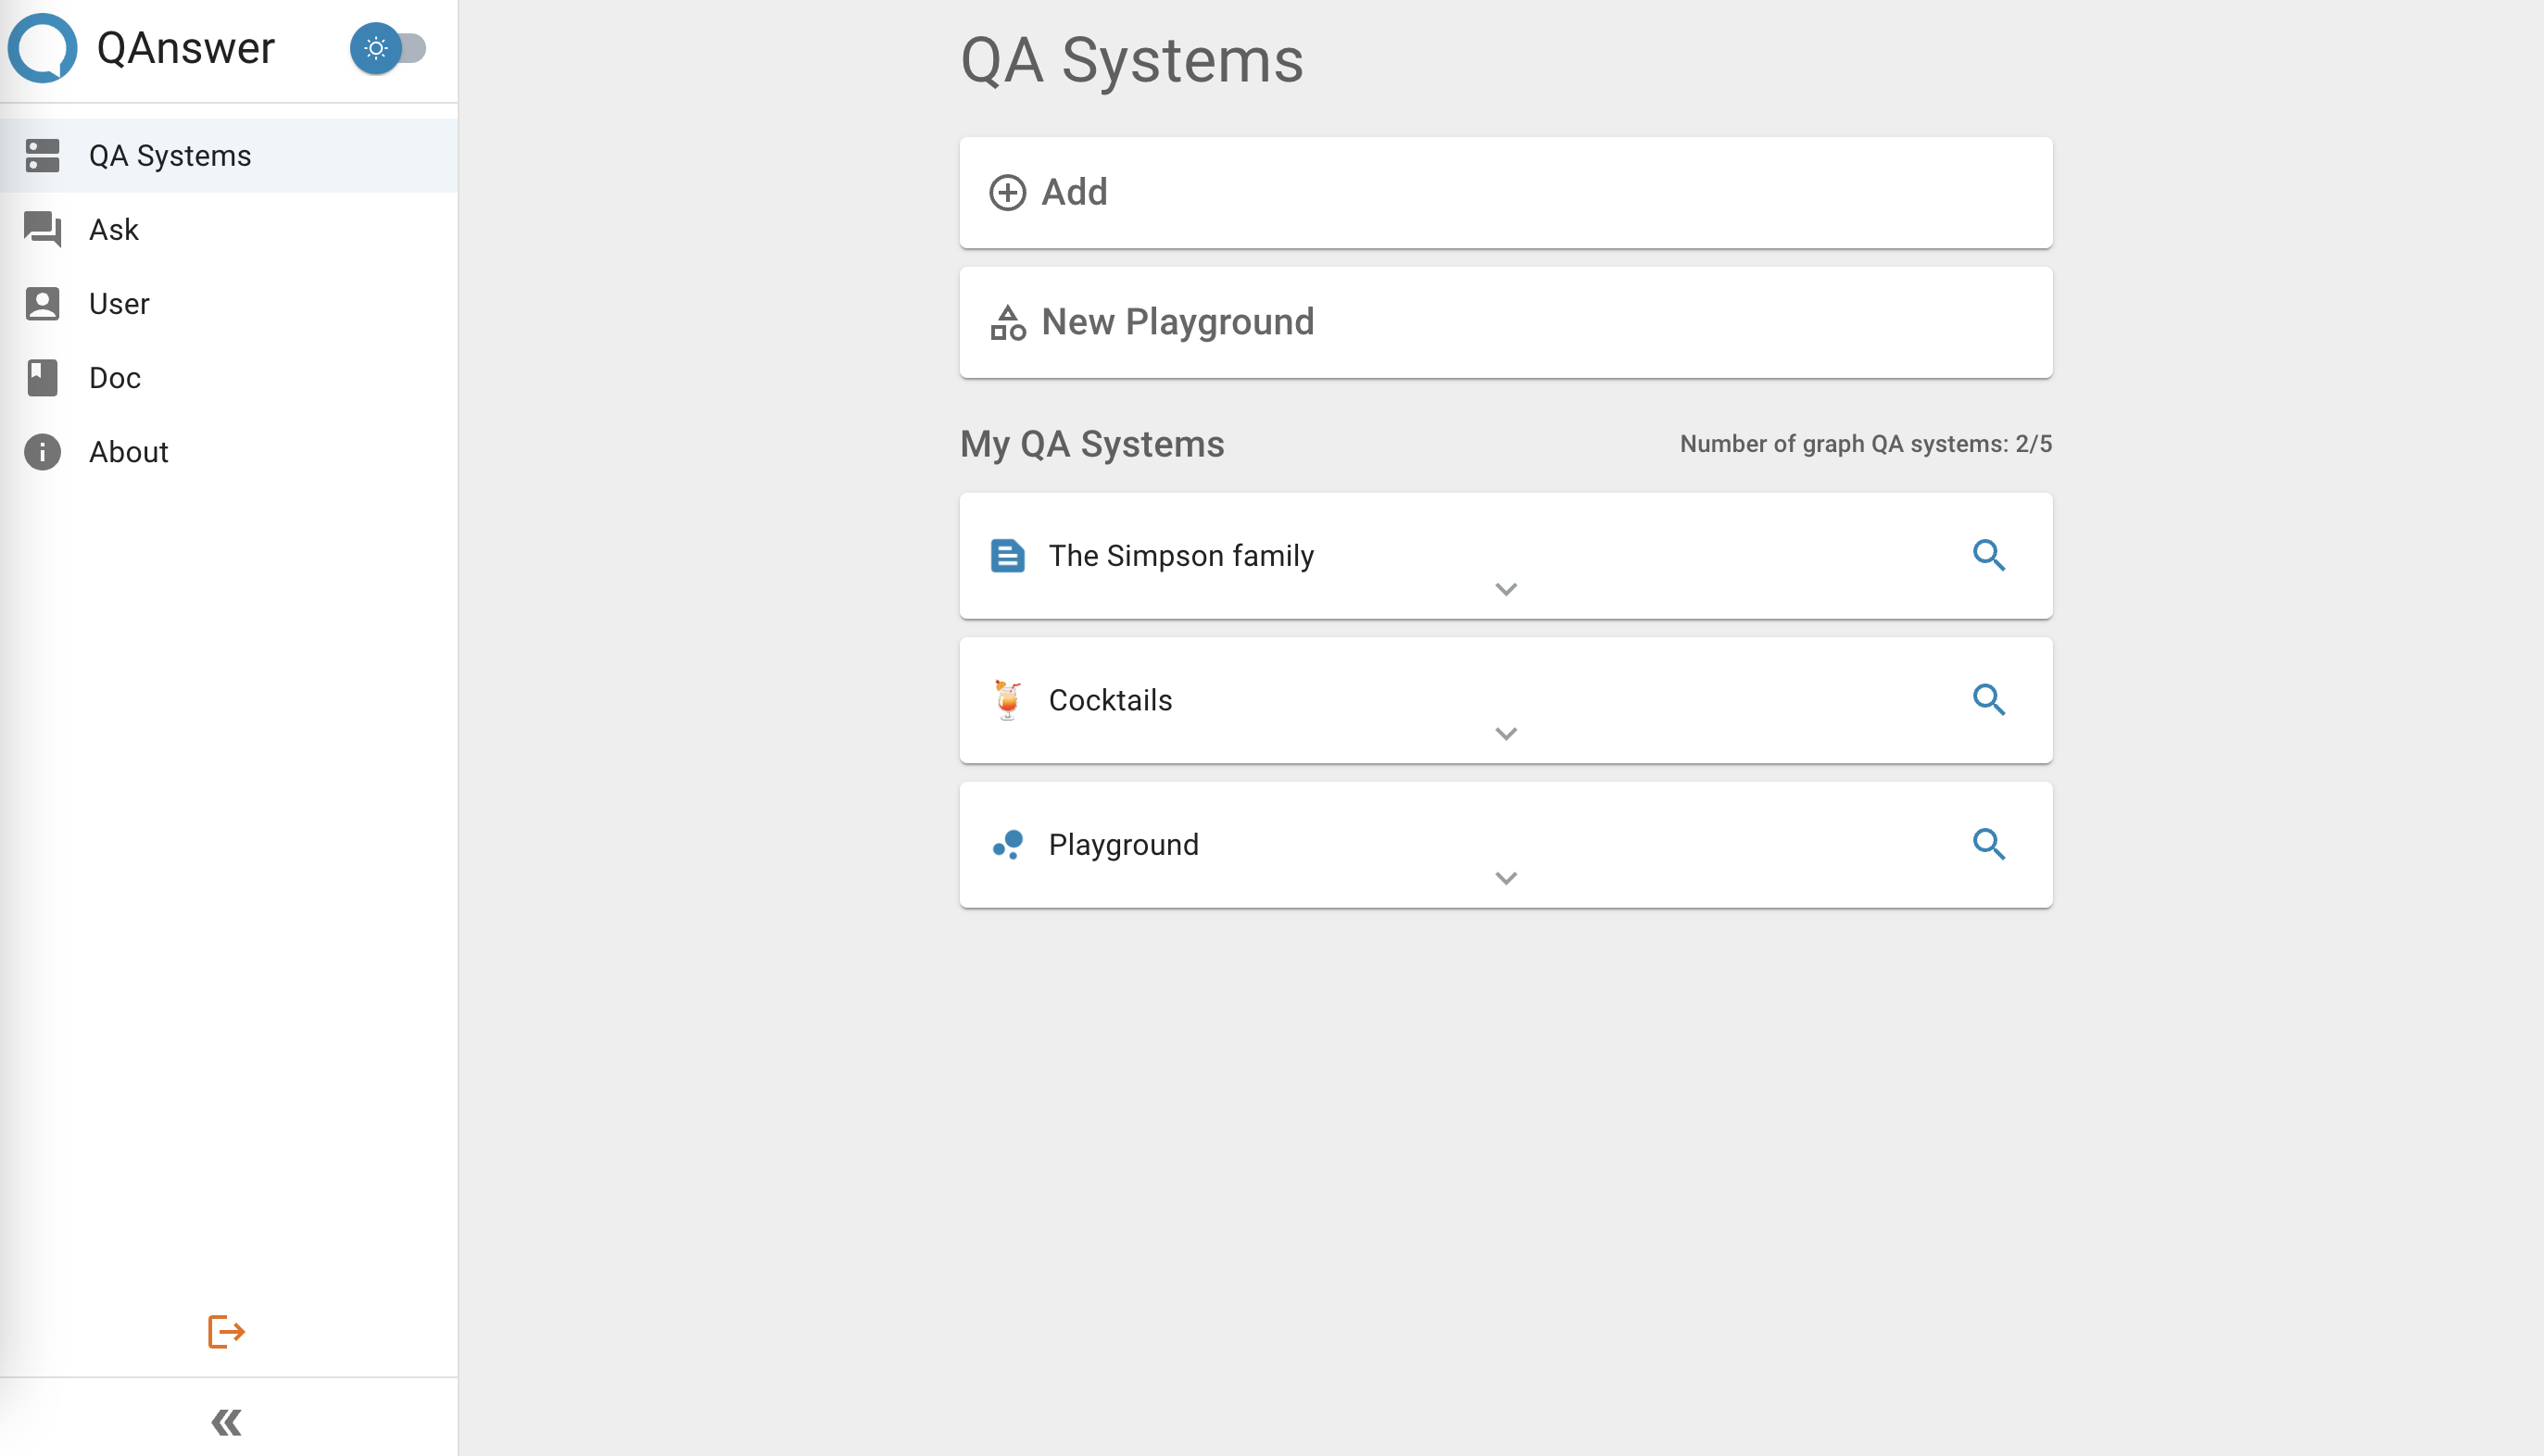 QAnswer
QA Systems
Ask
User
Doc
About
QA Systems
Add
New Playground
My QA Systems
Number of graph QA systems: 2/5
The Simpson family
Cocktails
Playground